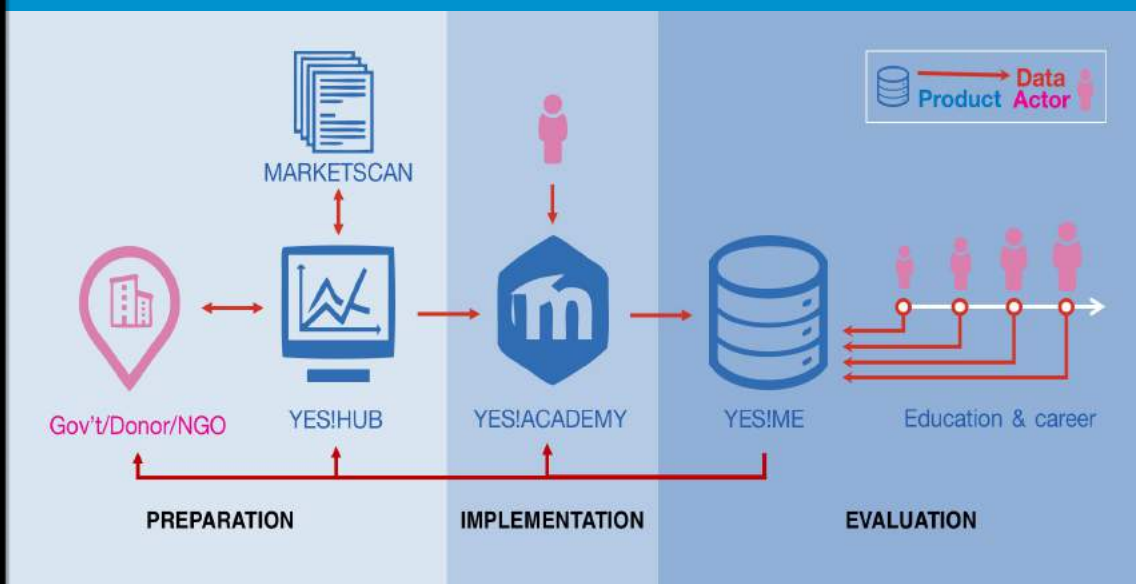 Data
Product Actor
MARKETSCAN
Gov't/Donor/NGO
YES!HUB
YES!ACADEMY
YES!ME
Education & career
PREPARATION
IMPLEMENTATION
EVALUATION